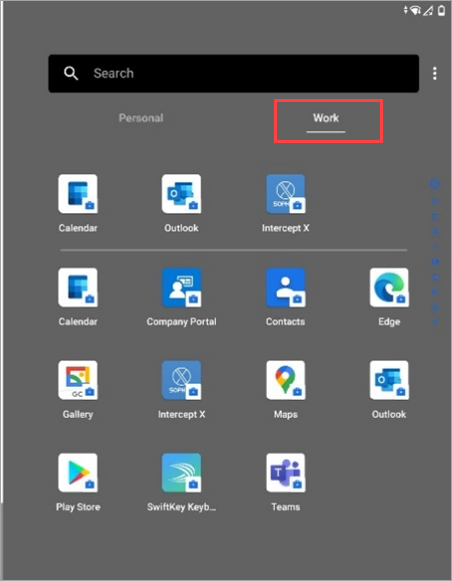 Search
Personal Work
Calendar Outlook Intercept X
Calendar Company Portal Contacts Edge
GC
Gallery Intercept X Maps Outlook
Play Store SwiftKey Keyb... Teams